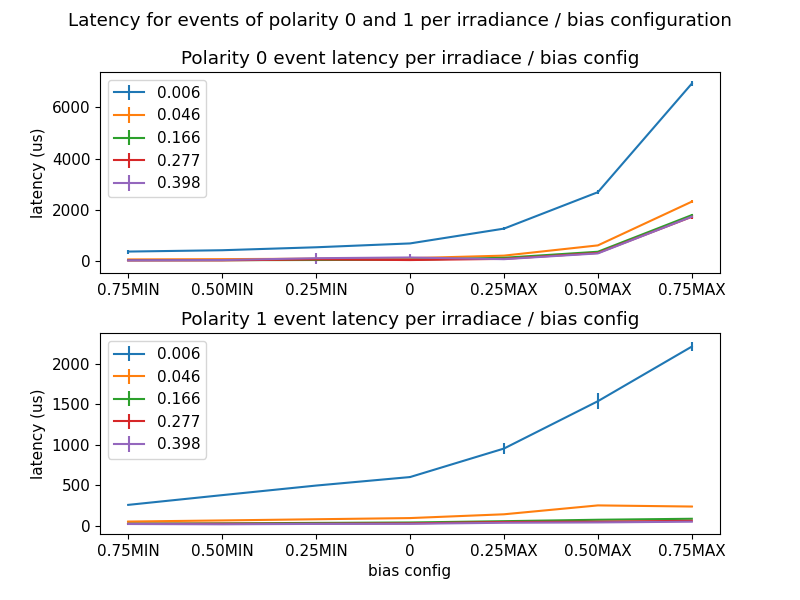 Latency for events of polarity 0 and 1 per irradiance / bias configuration
Polarity 0 event latency per irradiace / bias config
6000
4000
2000
0
latency (us)
0.006
0.046
0.166
0.277
0.398
0.75MIN 0.50MIN 0.25MIN 0 0.25MAX 0.50MAX 0.75MAX
Polarity 1 event latency per irradiace / bias config
2000
1500
1000
500
0
latency (us)
0.006
0.046
0.166
0.277
0.398
0.75MIN 0.50MIN 0.25MIN 0 0.25MAX 0.50MAX 0.75MAX
bias config